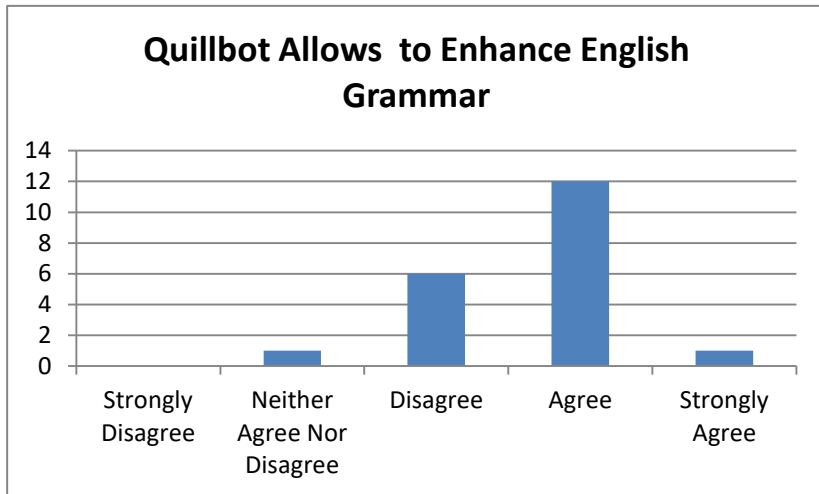 Quillbot Allows  to Enhance English
Grammar
14
12
10
8
6
4
2
0
Strongly
Disagree
Neither
Agree Nor
Disagree
Disagree
Agree
Strongly
Agree